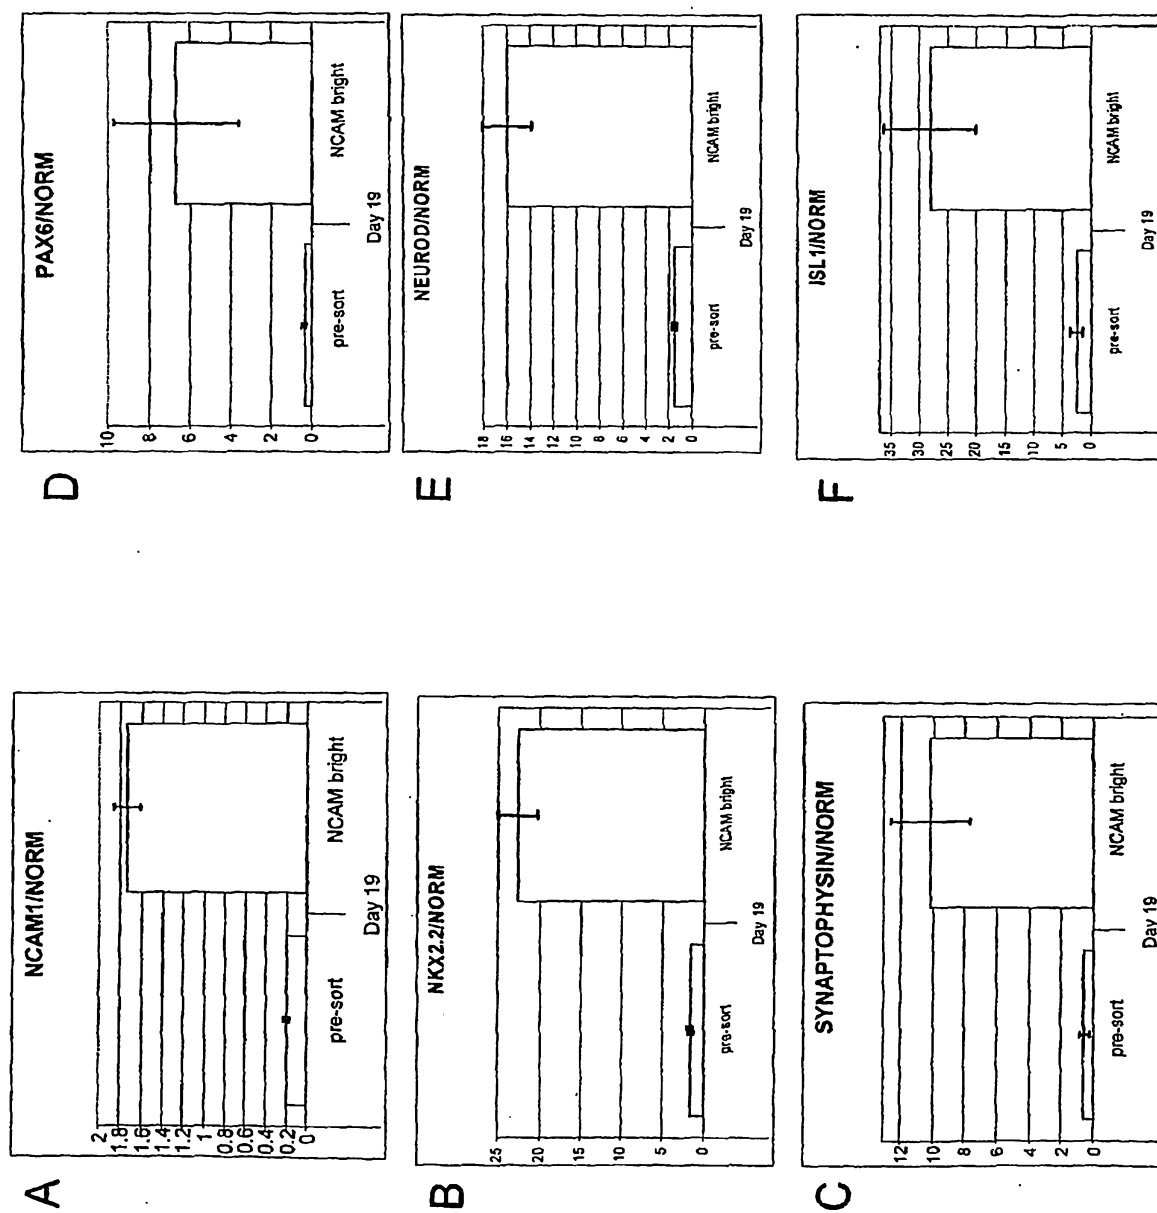 A
NCAM1/NORM
2
1.8
1.6
1.4
1.2
1
0.8
0.6
0.4
0.2
0
pre-sort
NCAM bright
Day 19
B
NKX2.2/NORM
25
20
15
10
5
0
pre-sort
NCAM bright
Day 19
C
SYNAPTOPHYSIN/NORM
12
10
8
6
4
2
0
pre-sort
NCAM bright
Day 19
D
PAX6/NORM
10
8
6
4
2
0
pre-sort
NCAM bright
Day 19
E
NEUROD/NORM
18
16
14
12
10
8
6
4
2
0
pre-sort
NCAM bright
Day 19
F
ISL1/NORM
35
30
25
20
15
10
5
0
pre-sort
NCAM bright
Day 19